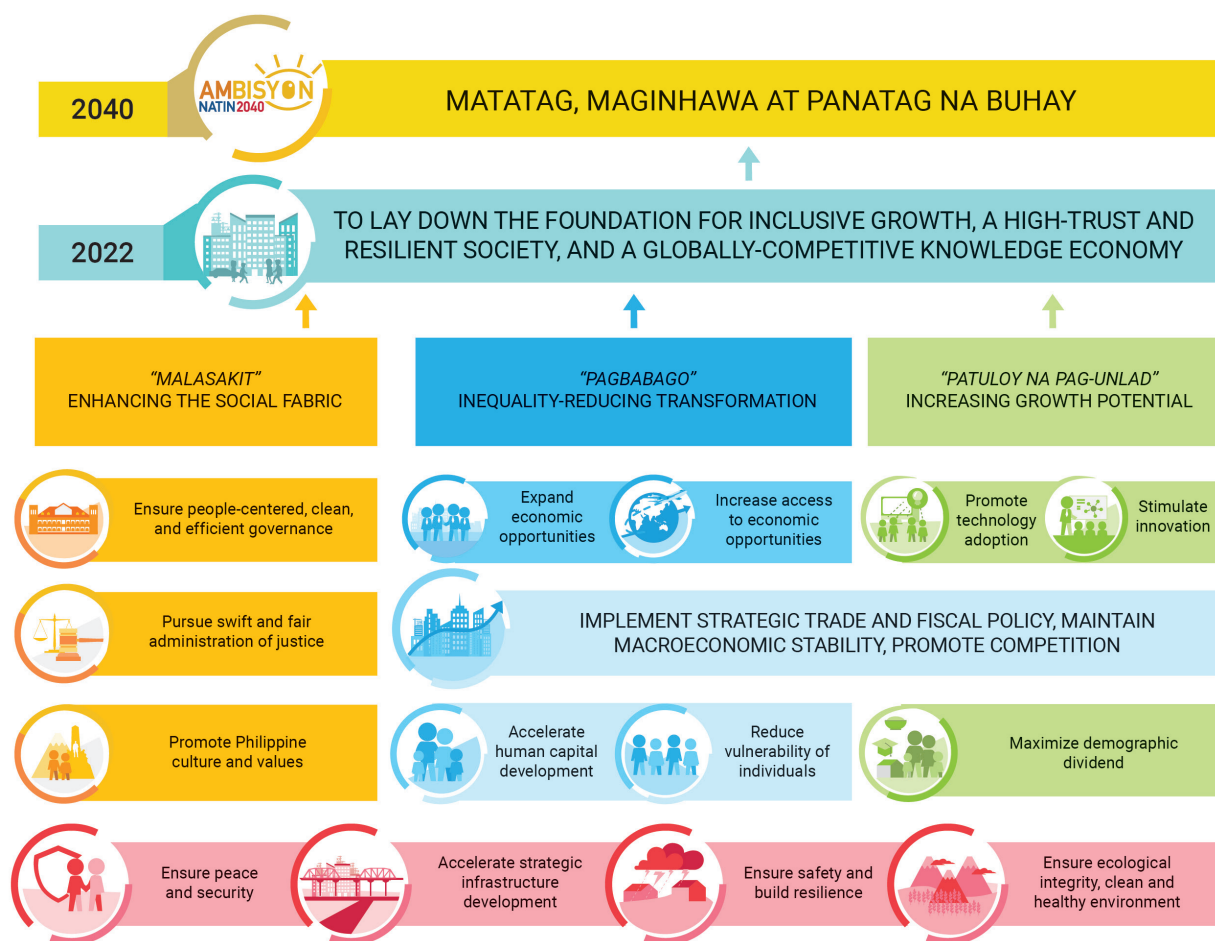 2040
AMBISYON
NATIN2040
MATATAG, MAGINHAWA AT PANATAG NA BUHAY
2022
TO LAY DOWN THE FOUNDATION FOR INCLUSIVE GROWTH, A HIGH-TRUST AND
RESILIENT SOCIETY, AND A GLOBALLY-COMPETITIVE KNOWLEDGE ECONOMY
“MALASAKIT”
ENHANCING THE SOCIAL FABRIC
“PAGBABAGO”
INEQUALITY-REDUCING TRANSFORMATION
“PATULOY NA PAG-UNLAD”
INCREASING GROWTH POTENTIAL
Ensure people-centered, clean,
and efficient governance
Expand
economic
opportunities
Increase access
to economic
opportunities
Promote
technology
adoption
Stimulate
innovation
Pursue swift and fair
administration of justice
IMPLEMENT STRATEGIC TRADE AND FISCAL POLICY, MAINTAIN
MACROECONOMIC STABILITY, PROMOTE COMPETITION
Promote Philippine
culture and values
Accelerate
human capital
development
Reduce
vulnerability of
individuals
Maximize demographic
dividend
Ensure peace
and security
Accelerate strategic
infrastructure
development
Ensure safety and
build resilience
Ensure ecological
integrity, clean and
healthy environment